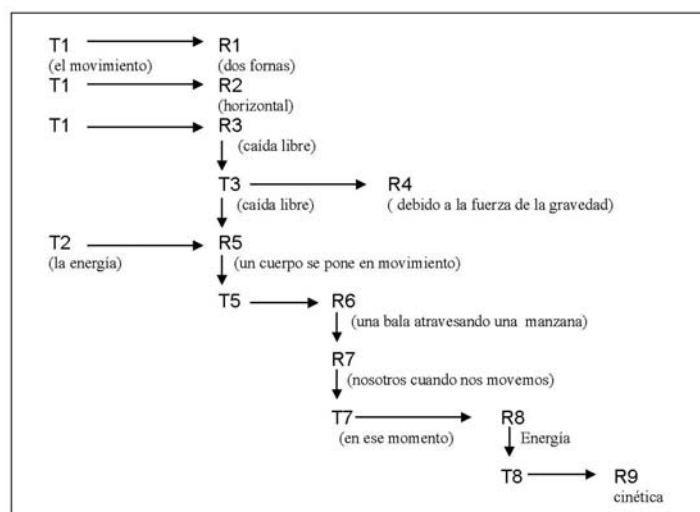 T1 R1
(el movimiento) (dos fornas)
T1 R2
(horizontal)
T1 R3
(caída libre)
T3 R4
(caída libre) ( debido a la fuerza de la gravedad)
T2 R5
(la energía) (un cuerpo se pone en movimiento)
T5 R6
(una bala atravesando una manzana)
R7
(nosotros cuando nos movemos)
T7 R8
(en ese momento) Energía
T8 R9
cinética